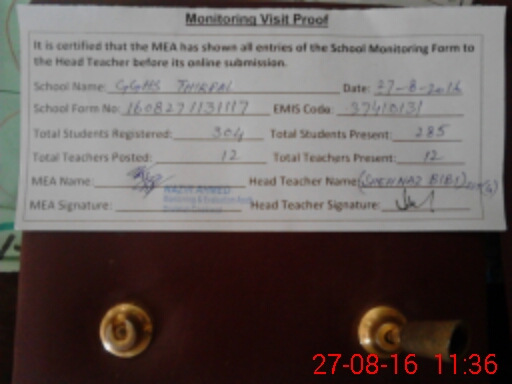 Monitoring Visit Proof
It is certified that the MEA has shown all entries of the School Monitoring Form to
the Head Teacher before its online submission.
School Name: GGHS THIRPAL Date: 27-8-2016
School Form No: 1608271131117 EMIS Code: 37410131
Total Students Registered: 304 Total Students Present: 285
Total Teachers Posted: 12 Total Teachers Present: 12
MEA Name: Head Teacher Name: (SHEHNAZ BIBI)
MEA Signature: Head Teacher Signature:
27-08-16 11:36